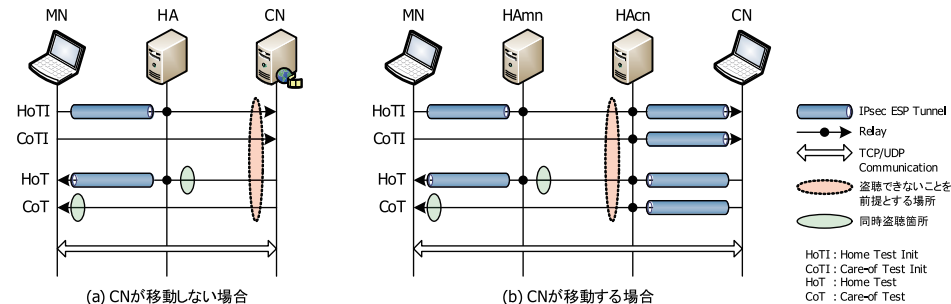 MN HA CN
HoTI
CoTI
HoT
CoT
(a) CNが移動しない場合
MN HAmn HAcn CN
HoTI
CoTI
HoT
CoT
(b) CNが移動する場合
IPsec ESP Tunnel
Relay
TCP/UDP
Communication
盗聴できないことを
前提とする場所
同時盗聴箇所
HoTI : Home Test Init
CoTI : Care-of Test Init
HoT : Home Test
CoT : Care-of Test